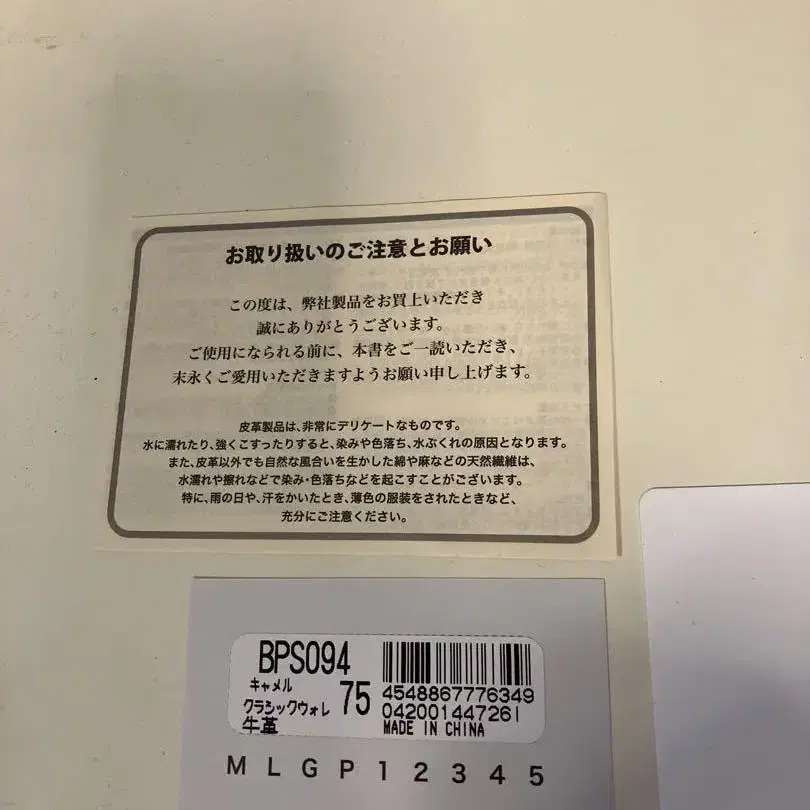 お取り扱いのご注意とお願い
この度は、弊社製品をお買上いただき
誠にありがとうございます。
ご使用になられる前に、本書をご一読いただき、
末永くご愛用いただきますようお願い申し上げます。
皮革製品は、非常にデリケートなものです。
水に濡れたり、強くこすったりすると、染みや色落ち、水ぶくれの原因となります。
また、皮革以外でも自然な風合いを生かした綿や麻などの天然繊維は、
水濡れや擦れなどで染み・色落ちなどを起こすことがございます。
特に、雨の日や、汗をかいたとき、薄色の服装をされたときなど、
充分にご注意ください。
BPS094
キャメル
クラシックウォレ 75
牛革
4548867776349
042001447261
MADE IN CHINA
M L G P 1 2 3 4 5